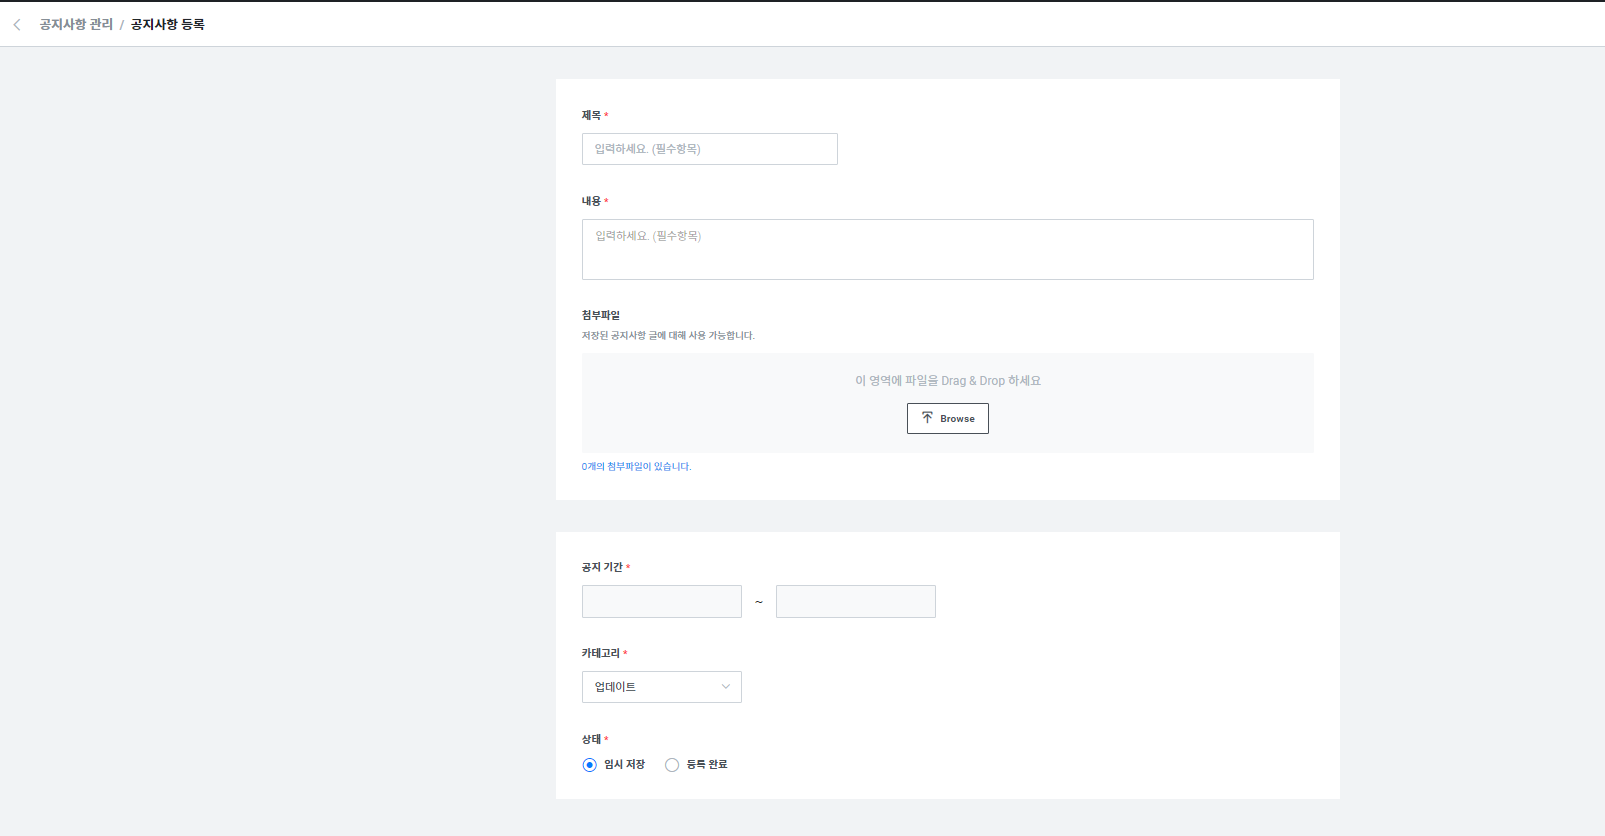 공지사항 관리 / 공지사항 등록
제목 *
입력하세요. (필수항목)
내용 *
입력하세요. (필수항목)
첨부파일
저장된 공지사항 글에 대해 사용 가능합니다.
이 영역에 파일을 Drag & Drop 하세요
Browse
0개의 첨부파일이 있습니다.
공지 기간 *
~
카테고리 *
업데이트
상태 *
임시 저장 등록 완료